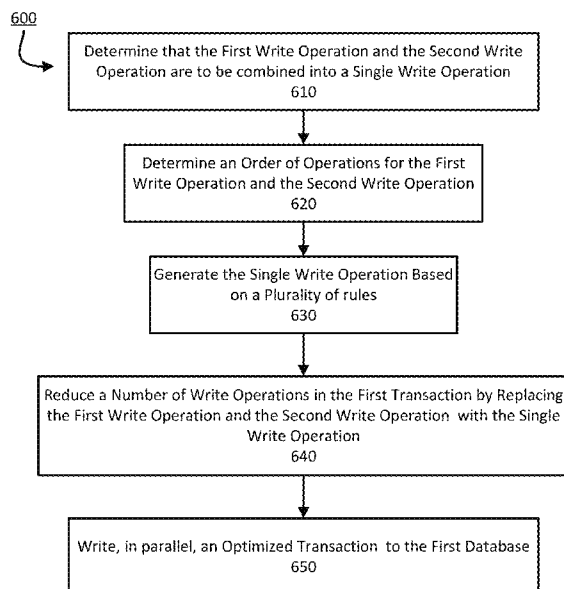 600
Determine that the First Write Operation and the Second Write
Operation are to be combined into a Single Write Operation
610
Determine an Order of Operations for the First
Write Operation and the Second Write Operation
620
Generate the Single Write Operation Based
on a Plurality of rules
630
Reduce a Number of Write Operations in the First Transaction by Replacing
the First Write Operation and the Second Write Operation with the Single
Write Operation
640
Write, in parallel, an Optimized Transaction to the First Database
650